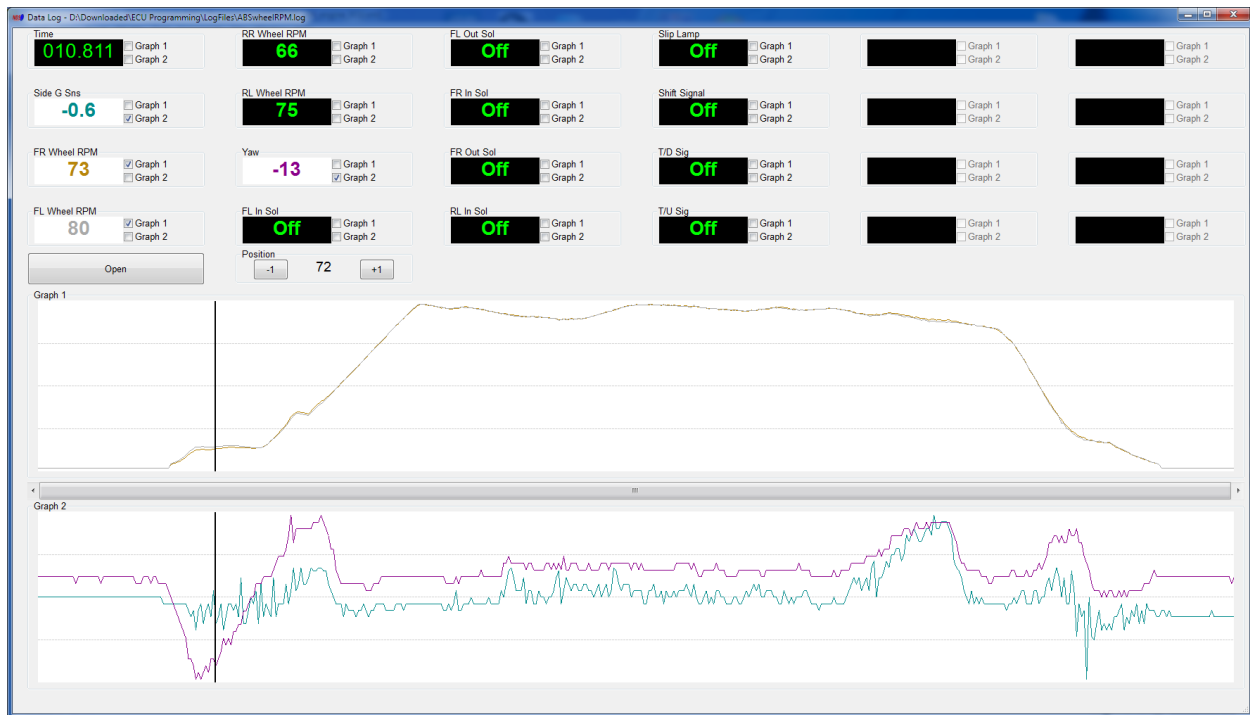 Data Log - D:\Downloaded\ECU Programming\LogFiles\ABSwheelRPM.log
Time RR Wheel RPM FL Out Sol Slip Lamp
010.811 Graph 1 66 Graph 1 Off Graph 1 Off Graph 1 Graph 1 Graph 1
Graph 2 Graph 2 Graph 2 Graph 2 Graph 2 Graph 2
Side G Sns RL Wheel RPM FR In Sol Shift Signal
-0.6 Graph 1 75 Graph 1 Off Graph 1 Off Graph 1 Graph 1 Graph 1
Graph 2 Graph 2 Graph 2 Graph 2 Graph 2 Graph 2
FR Wheel RPM Yaw FR Out Sol T/D Sig
73 Graph 1 -13 Graph 1 Off Graph 1 Off Graph 1 Graph 1 Graph 1
Graph 2 Graph 2 Graph 2 Graph 2 Graph 2 Graph 2
FL Wheel RPM FL In Sol RL In Sol T/U Sig
80 Graph 1 Off Graph 1 Off Graph 1 Off Graph 1 Graph 1 Graph 1
Graph 2 Graph 2 Graph 2 Graph 2 Graph 2 Graph 2
Position
Open -1 72 +1
Graph 1
Graph 2